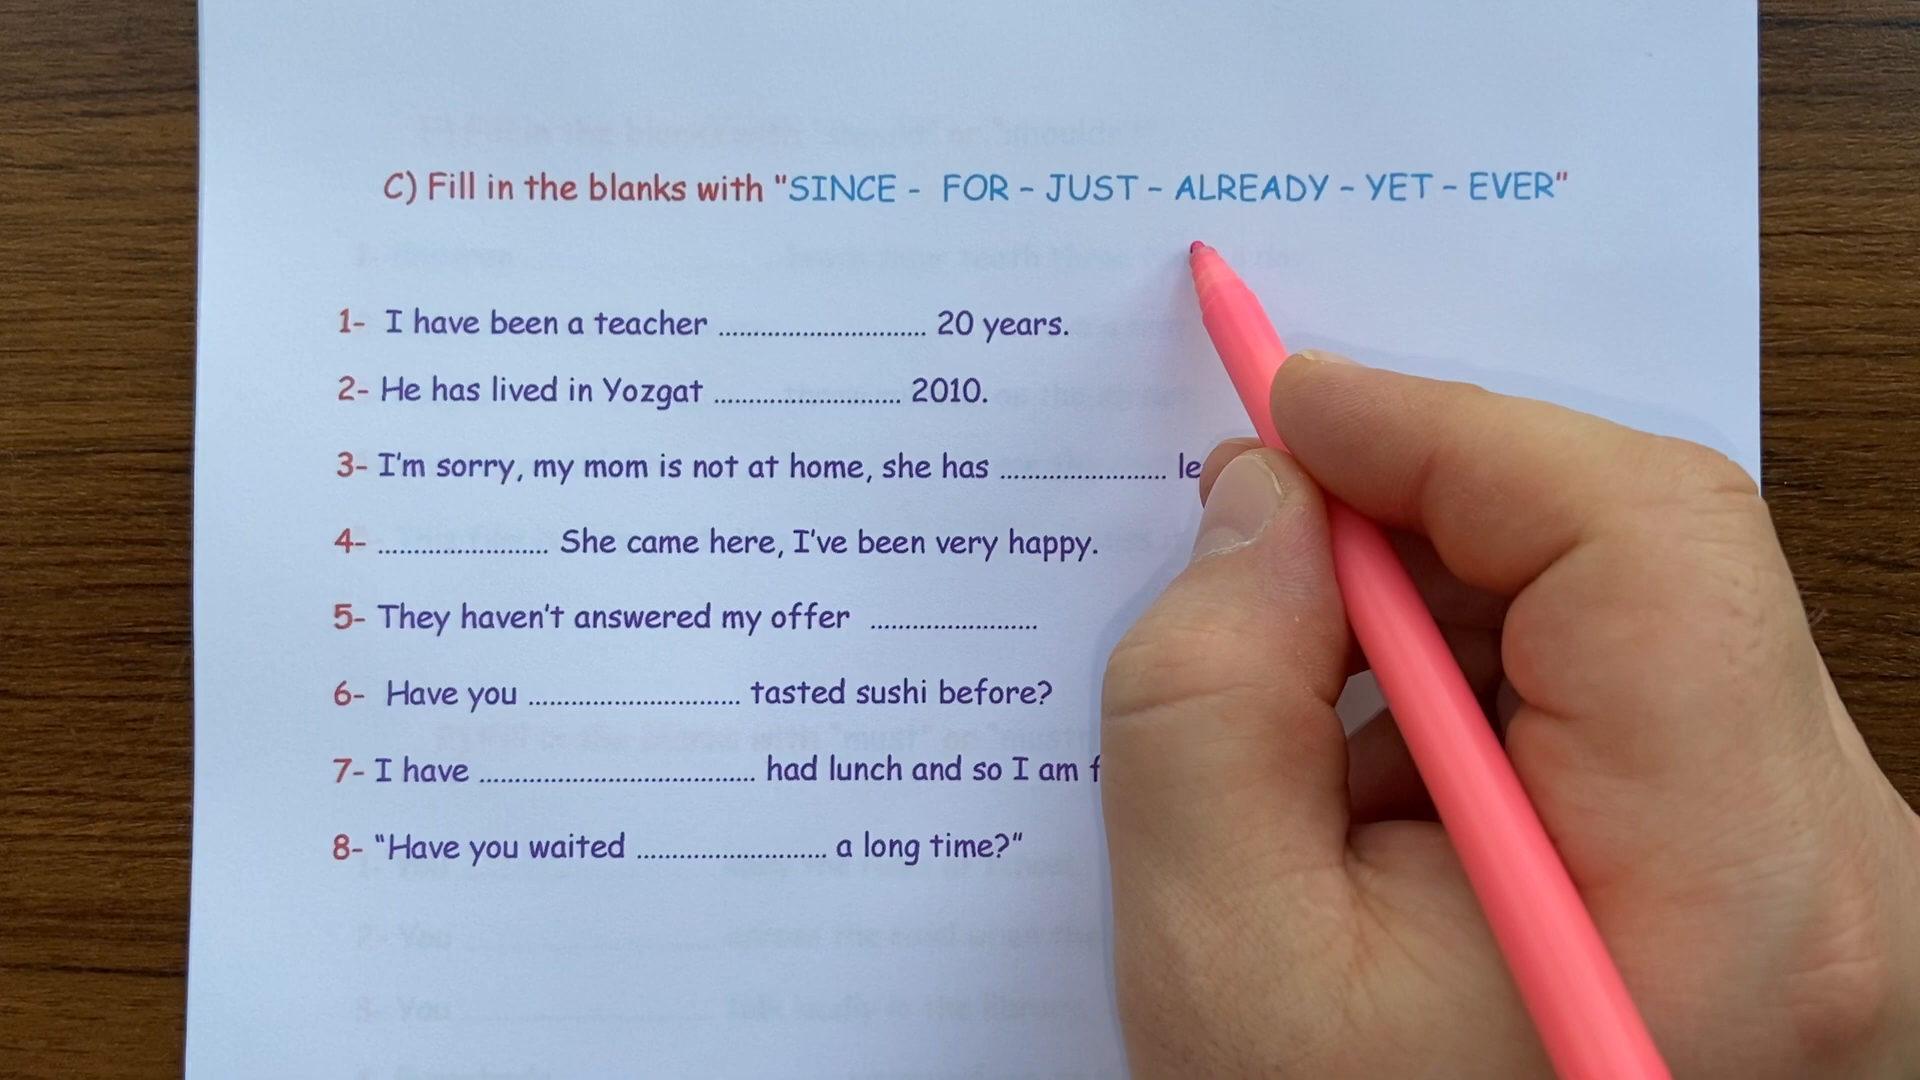 C) Fill in the blanks with "SINCE - FOR - JUST - ALREADY - YET - EVER"
1- I have been a teacher ............................ 20 years.
2- He has lived in Yozgat .......................... 2010.
3- I'm sorry, my mom is not at home, she has .......................
4- ....................... She came here, I've been very happy.
5- They haven't answered my offer .......................
6- Have you ............................. tasted sushi before?
7- I have ...................................... had lunch and so I am
8- "Have you waited .......................... a long time?"